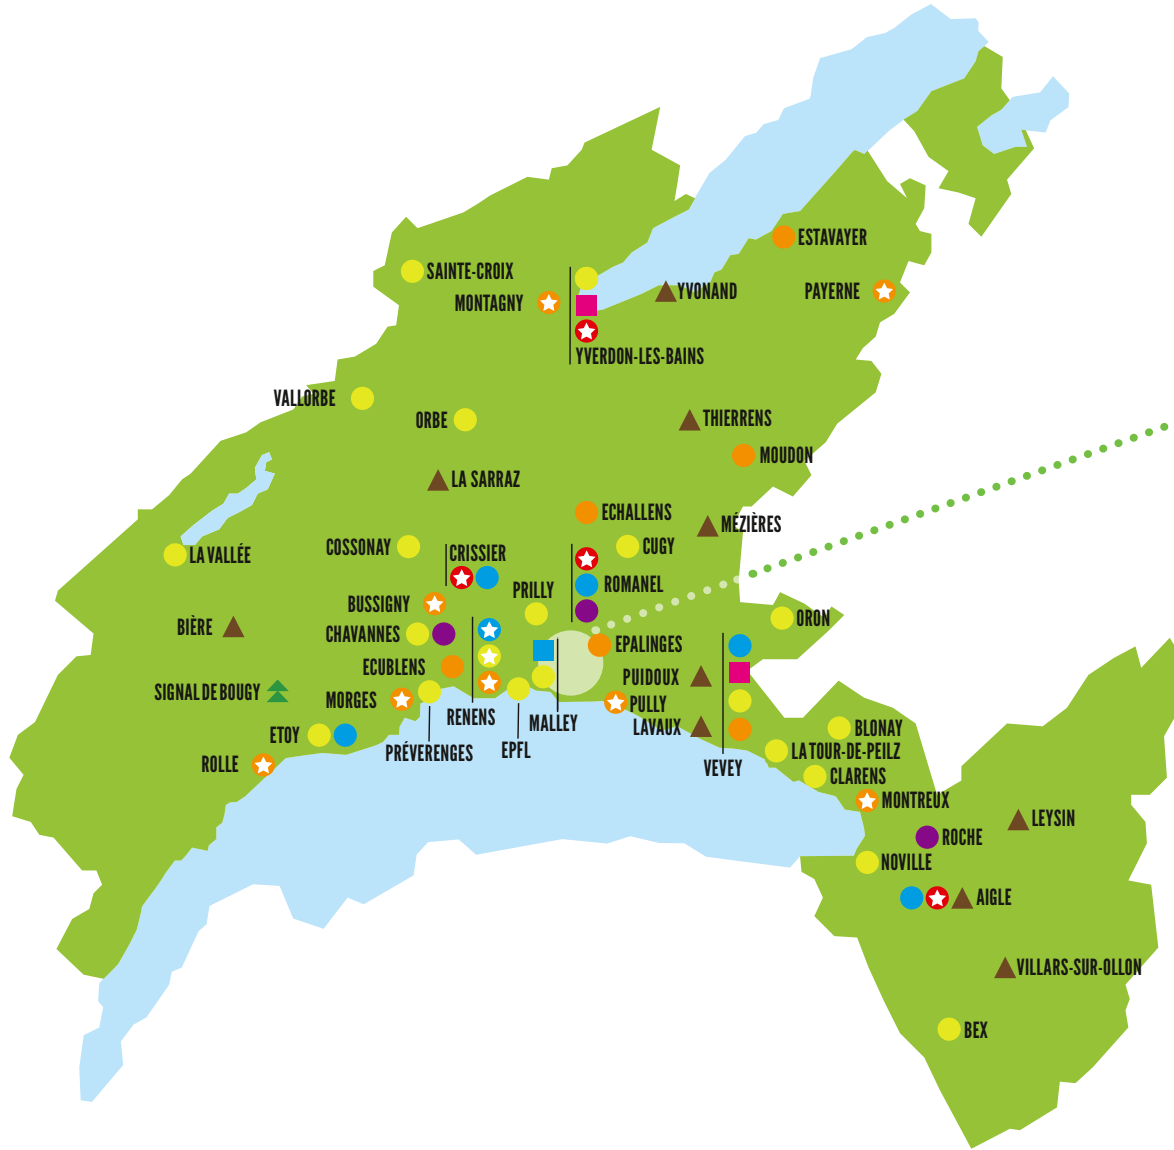 ESTAVAYER
SAINTE-CROIX
MONTAGNY
YVONAND
PAYERNE
YVERDON-LES-BAINS
VALLORBE
ORBE
THIERRENS
MOUDON
LA SARRAZ
ECHALLENS
MÉZIÈRES
COSSONAY
CUGY
LA VALLÉE
CRISSIER
PRILLY
ROMANEL
BUSSIGNY
ORON
BIÈRE
CHAVANNES
EPALINGES
ECUBLENS
PUIDOUX
SIGNAL DE BOUGY
MORGES
PULLY
RENENS
MALLEY
LAVAUX
BLONAY
ETOY
PRÉVERENGES
EPFL
LA TOUR-DE-PEILZ
ROLLE
VEVEY
CLARENS
MONTREUX
LEYSIN
ROCHE
NOVILLE
AIGLE
VILLARS-SUR-OLLON
BEX